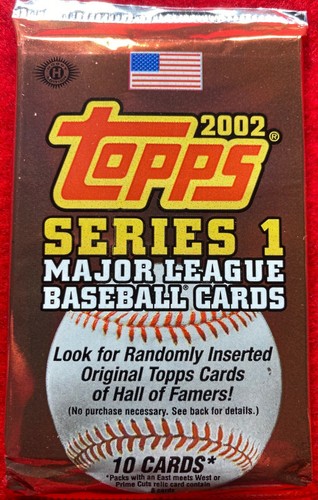 H
2002
Topps®
SERIES 1
MAJOR LEAGUE
BASEBALL® CARDS
Look for Randomly Inserted
Original Topps Cards
of Hall of Famers!
(No purchase necessary. See back for details.)
10 CARDS*
*Packs with an East meets West or
Prime Cuts relic card contain